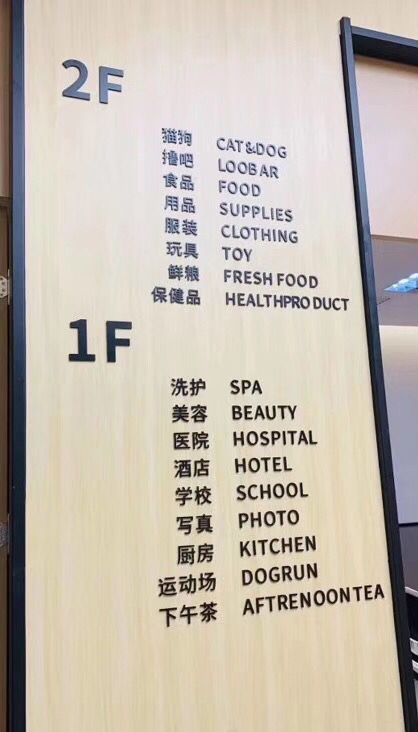 2F
猫狗 CAT&DOG
撸吧 LOOBAR
食品 FOOD
用品 SUPPLIES
服装 CLOTHING
玩具 TOY
鲜粮 FRESH FOOD
保健品 HEALTHPRODUCT
1F
洗护 SPA
美容 BEAUTY
医院 HOSPITAL
酒店 HOTEL
学校 SCHOOL
写真 PHOTO
厨房 KITCHEN
运动场 DOGRUN
下午茶 AFTRENOONTEA